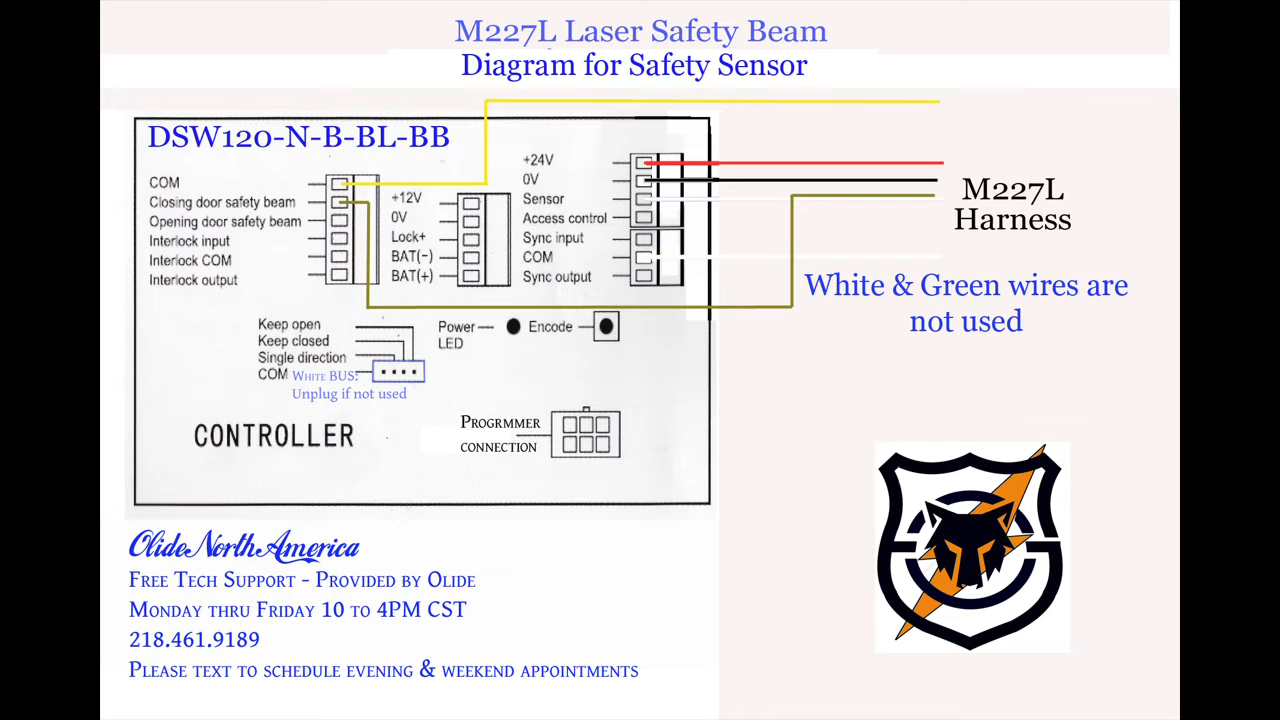 M227L Laser Safety Beam
Diagram for Safety Sensor
DSW120-N-B-BL-BB
COM
Closing door safety beam
Opening door safety beam
Interlock input
Interlock COM
Interlock output
+12V
0V
Lock+
BAT(-)
BAT(+)
+24V
0V
Sensor
Access control
Sync input
COM
Sync output
M227L
Harness
White & Green wires are
not used
Keep open
Keep closed
Single direction
COM White BUS:
Unplug if not used
Power
LED
Encode
CONTROLLER
Progrmmer
connection
Olide North America
Free Tech Support - Provided by Olide
Monday thru Friday 10 to 4PM CST
218.461.9189
Please text to schedule evening & weekend appointments